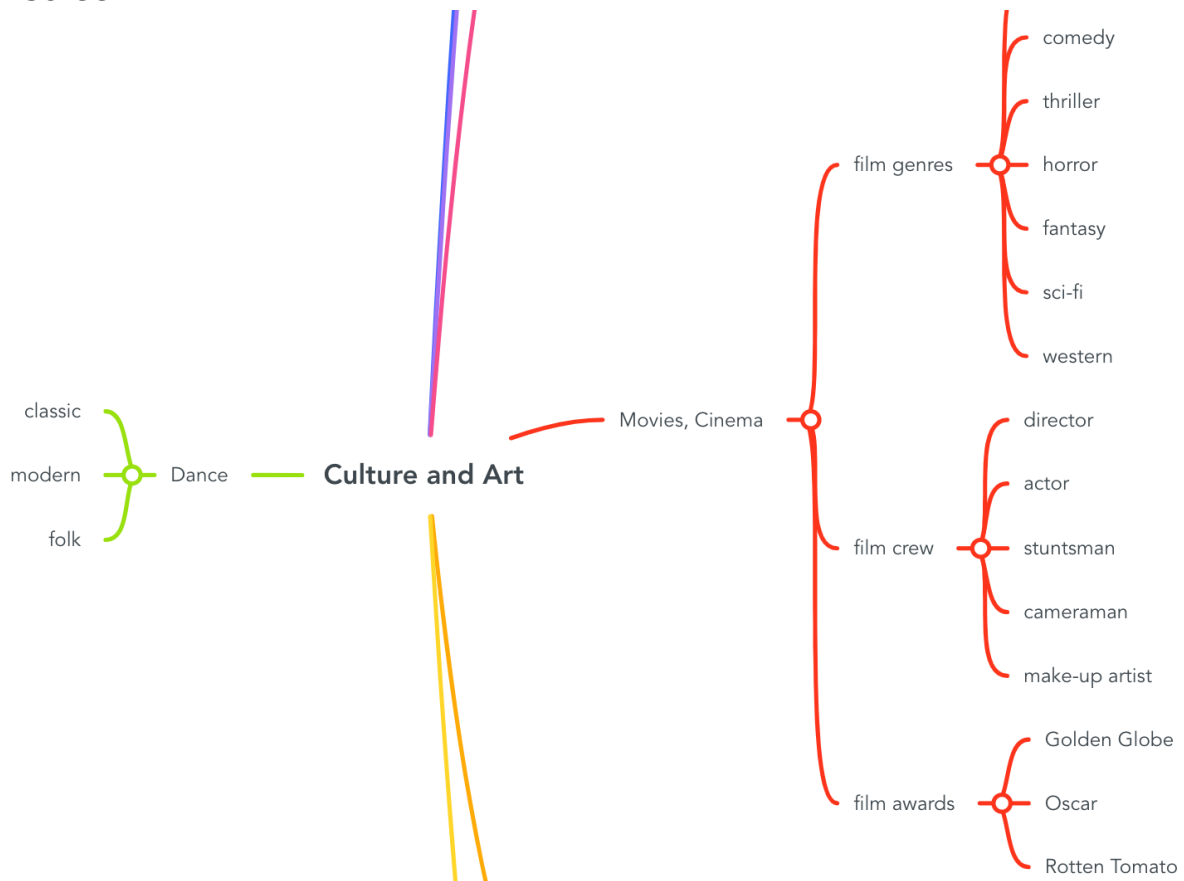 comedy
thriller
film genres
horror
fantasy
sci-fi
western
classic
modern
folk
Dance
Culture and Art
Movies, Cinema
director
actor
film crew
stuntsman
cameraman
make-up artist
Golden Globe
film awards
Oscar
Rotten Tomato